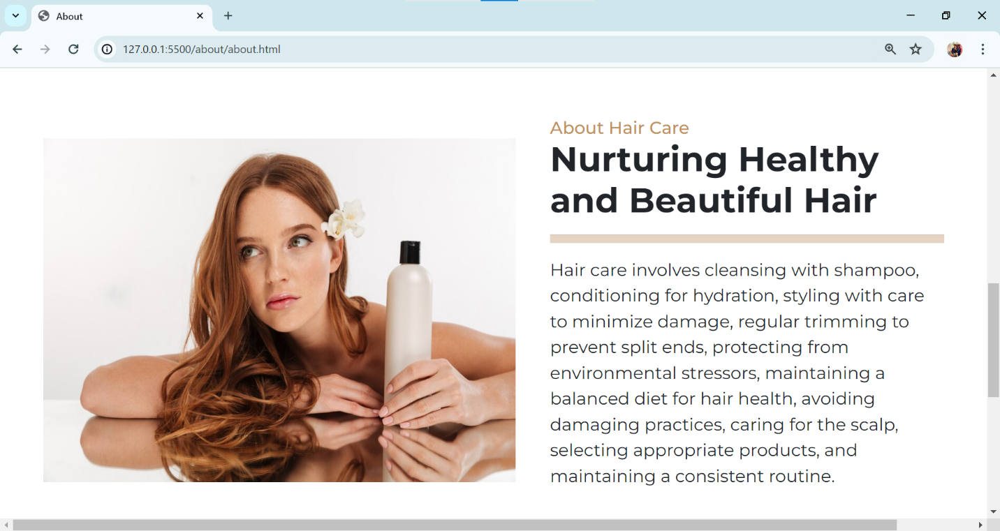 About
127.0.0.1:5500/about/about.html
About Hair Care
Nurturing Healthy
and Beautiful Hair
Hair care involves cleansing with shampoo,
conditioning for hydration, styling with care
to minimize damage, regular trimming to
prevent split ends, protecting from
environmental stressors, maintaining a
balanced diet for hair health, avoiding
damaging practices, caring for the scalp,
selecting appropriate products, and
maintaining a consistent routine.